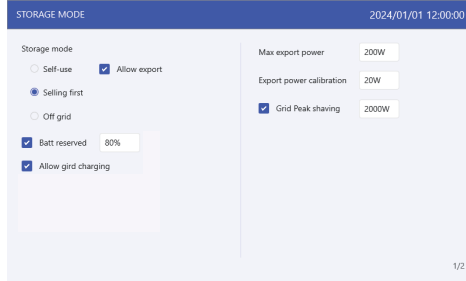 STORAGE MODE 2024/01/01 12:00:00
Storage mode
Self-use Allow export
Selling first
Off grid
Batt reserved 80%
Allow gird charging
Max export power 200W
Export power calibration 20W
Grid Peak shaving 2000W
1/2